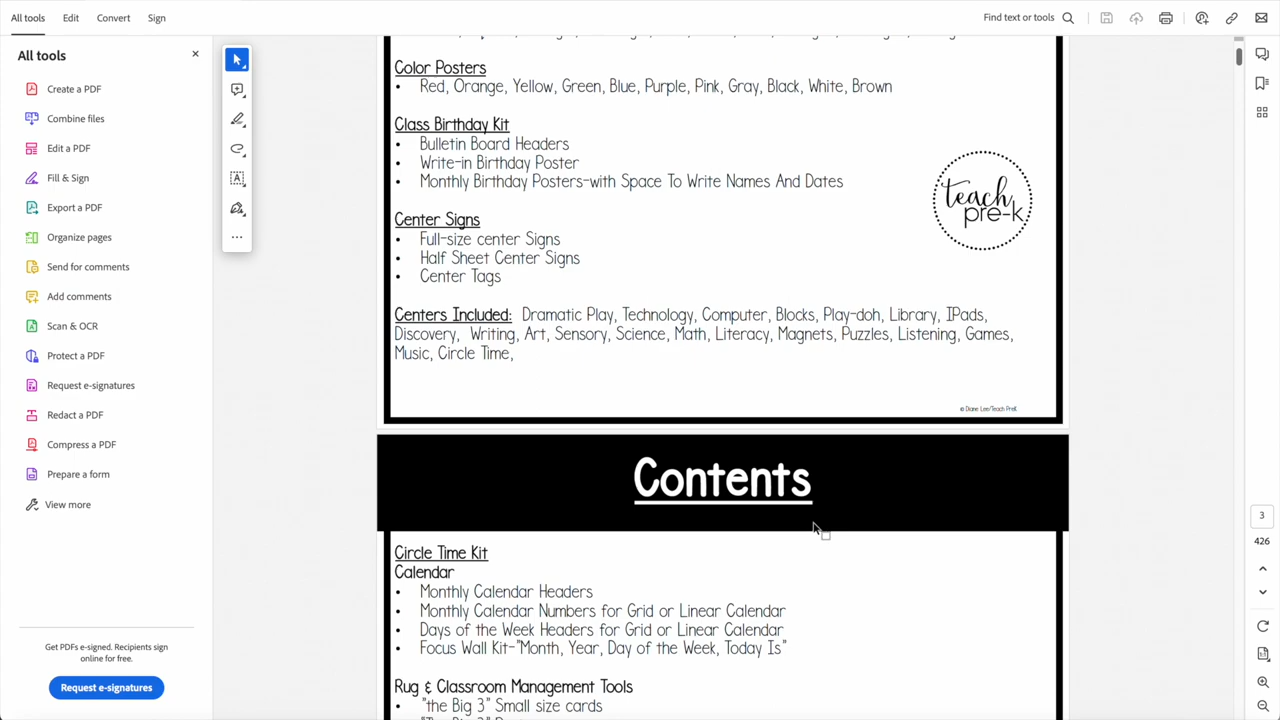 All tools
Edit
Convert
Sign
Find text or tools
All tools
Create a PDF
Combine files
Edit a PDF
Fill & Sign
Export a PDF
Organize pages
Send for comments
Add comments
Scan & OCR
Protect a PDF
Request e-signatures
Redact a PDF
Compress a PDF
Prepare a form
View more
Get PDFs e-signed. Recipients sign
online for free.
Request e-signatures
Color Posters
• Red, Orange, Yellow, Green, Blue, Purple, Pink, Gray, Black, White, Brown
Class Birthday Kit
• Bulletin Board Headers
• Write-in Birthday Poster
• Monthly Birthday Posters-with Space To Write Names And Dates
teach
pre-k
Center Signs
• Full-size center Signs
• Half Sheet Center Signs
• Center Tags
Centers Included: Dramatic Play, Technology, Computer, Blocks, Play-doh, Library, IPads,
Discovery, Writing, Art, Sensory, Science, Math, Literacy, Magnets, Puzzles, Listening, Games,
Music, Circle Time,
© Diane Lee/Teach PreK
Contents
Circle Time Kit
Calendar
• Monthly Calendar Headers
• Monthly Calendar Numbers for Grid or Linear Calendar
• Days of the Week Headers for Grid or Linear Calendar
• Focus Wall Kit-"Month, Year, Day of the Week, Today Is"
Rug & Classroom Management Tools
• "the Big 3" Small size cards
3
426